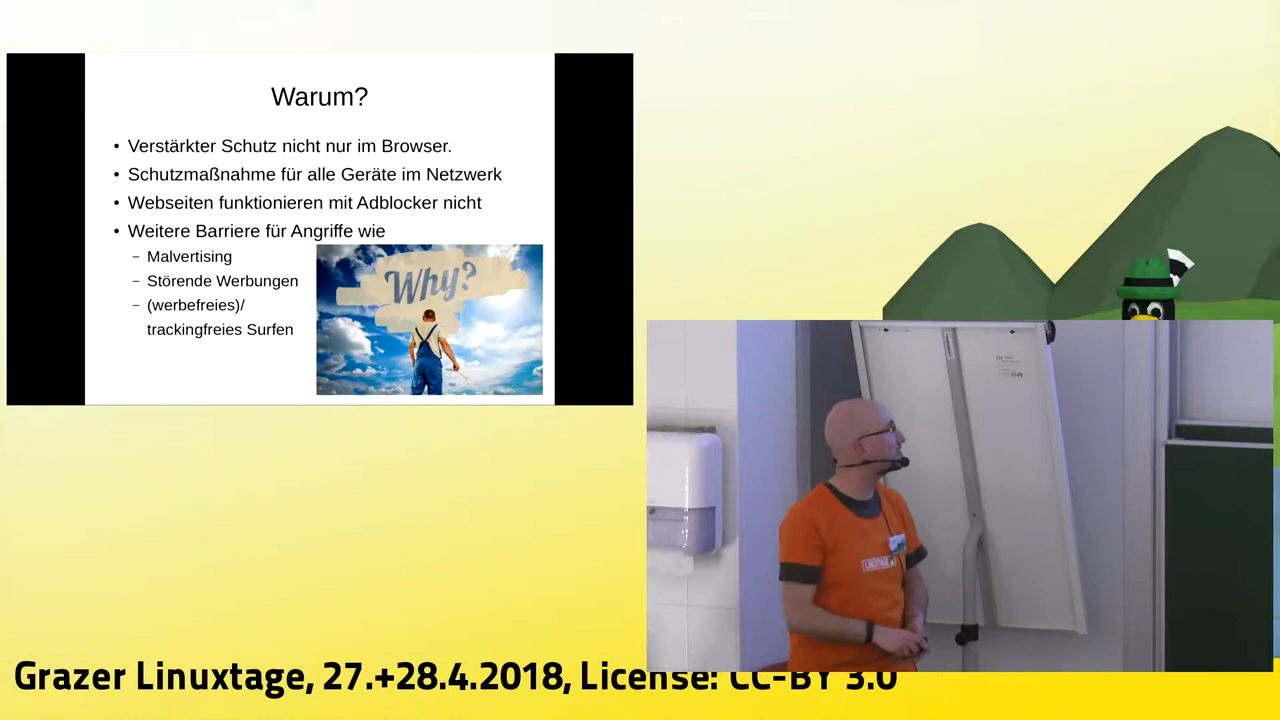 Warum?
• Verstärkter Schutz nicht nur im Browser.
• Schutzmaßnahme für alle Geräte im Netzwerk
• Webseiten funktionieren mit Adblocker nicht
• Weitere Barriere für Angriffe wie
– Malvertising
– Störende Werbungen
– (werbefreies)/
trackingfreies Surfen
Why?
LINUXTAGE
Grazer Linuxtage, 27.+28.4.2018, License: CC-BY 3.0